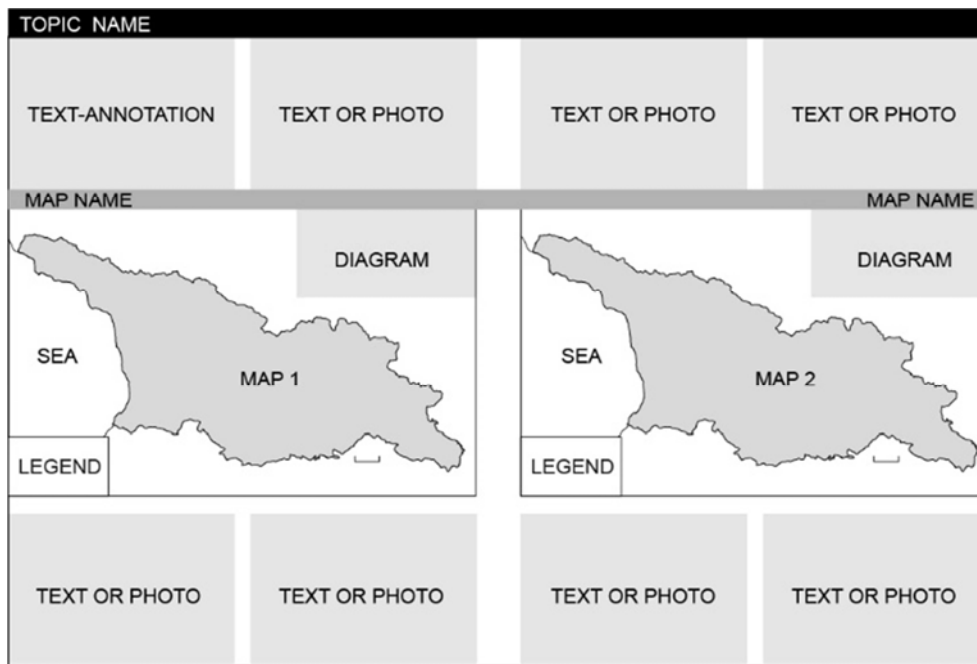 TOPIC NAME
TEXT-ANNOTATION
TEXT OR PHOTO
TEXT OR PHOTO
TEXT OR PHOTO
MAP NAME
MAP NAME
DIAGRAM
DIAGRAM
SEA
MAP 1
SEA
MAP 2
LEGEND
LEGEND
TEXT OR PHOTO
TEXT OR PHOTO
TEXT OR PHOTO
TEXT OR PHOTO